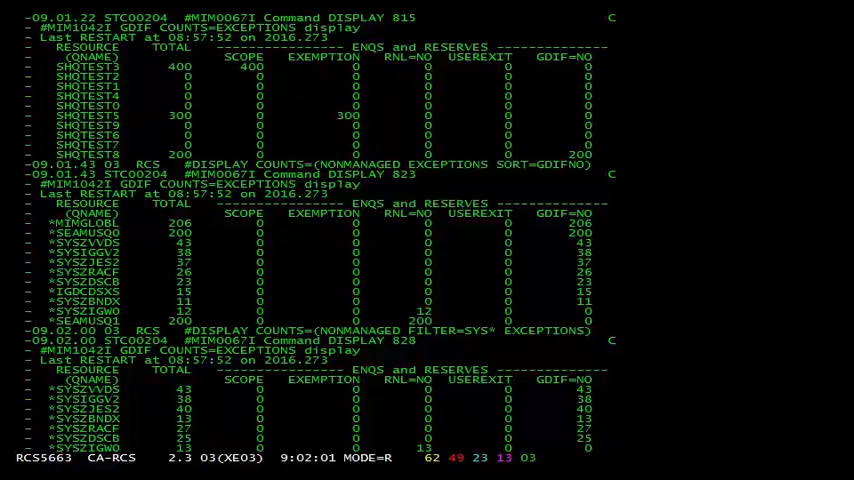 -09.01.22 STC00204  #MIM0067I Command DISPLAY 815                                C
-  #MIM1042I GDIF COUNTS=EXCEPTIONS display
-  Last RESTART at 08:57:52 on 2016.273
-    RESOURCE      TOTAL    ---------------- ENQS and RESERVES --------------
-    (QNAME)                 SCOPE    EXEMPTION    RNL=NO  USEREXIT    GDIF=NO
-    SHQTEST3        400       400            0         0         0          0
-    SHQTEST2          0         0            0         0         0          0
-    SHQTEST1          0         0            0         0         0          0
-    SHQTEST4          0         0            0         0         0          0
-    SHQTEST0          0         0            0         0         0          0
-    SHQTEST5        300         0          300         0         0          0
-    SHQTEST9          0         0            0         0         0          0
-    SHQTEST6          0         0            0         0         0          0
-    SHQTEST7          0         0            0         0         0          0
-    SHQTEST8        200         0            0         0         0        200
-09.01.43 03  RCS   #DISPLAY COUNTS=(NONMANAGED EXCEPTIONS SORT=GDIFNO)
-09.01.43 STC00204  #MIM0067I Command DISPLAY 823                                C
-  #MIM1042I GDIF COUNTS=EXCEPTIONS display
-  Last RESTART at 08:57:52 on 2016.273
-    RESOURCE      TOTAL    ---------------- ENQS and RESERVES --------------
-    (QNAME)                 SCOPE    EXEMPTION    RNL=NO  USEREXIT    GDIF=NO
-   *MIMGLOBL        206         0            0         0         0        206
-   *SEAMUSQ0        200         0            0         0         0        200
-   *SYSZVVDS         43         0            0         0         0         43
-   *SYSIGGV2         38         0            0         0         0         38
-   *SYSZJES2         37         0            0         0         0         37
-   *SYSZRACF         26         0            0         0         0         26
-   *SYSZDSCB         23         0            0         0         0         23
-   *IGDCDSXS         15         0            0         0         0         15
-   *SYSZBNDX         11         0            0         0         0         11
-   *SYSZIGW0         12         0            0        12         0          0
-   *SEAMUSQ1        200         0            0       200         0          0
-09.02.00 03  RCS   #DISPLAY COUNTS=(NONMANAGED FILTER=SYS* EXCEPTIONS)
-09.02.00 STC00204  #MIM0067I Command DISPLAY 828                                C
-  #MIM1042I GDIF COUNTS=EXCEPTIONS display
-  Last RESTART at 08:57:52 on 2016.273
-    RESOURCE      TOTAL    ---------------- ENQS and RESERVES --------------
-    (QNAME)                 SCOPE    EXEMPTION    RNL=NO  USEREXIT    GDIF=NO
-   *SYSZVVDS         43         0            0         0         0         43
-   *SYSIGGV2         38         0            0         0         0         38
-   *SYSZJES2         40         0            0         0         0         40
-   *SYSZBNDX         13         0            0         0         0         13
-   *SYSZRACF         27         0            0         0         0         27
-   *SYSZDSCB         25         0            0         0         0         25
-   *SYSZIGW0         13         0            0        13         0          0
RCS5663  CA-RCS    2.3 03(XE03)  9:02:01 MODE=R    62 49 23 13 03